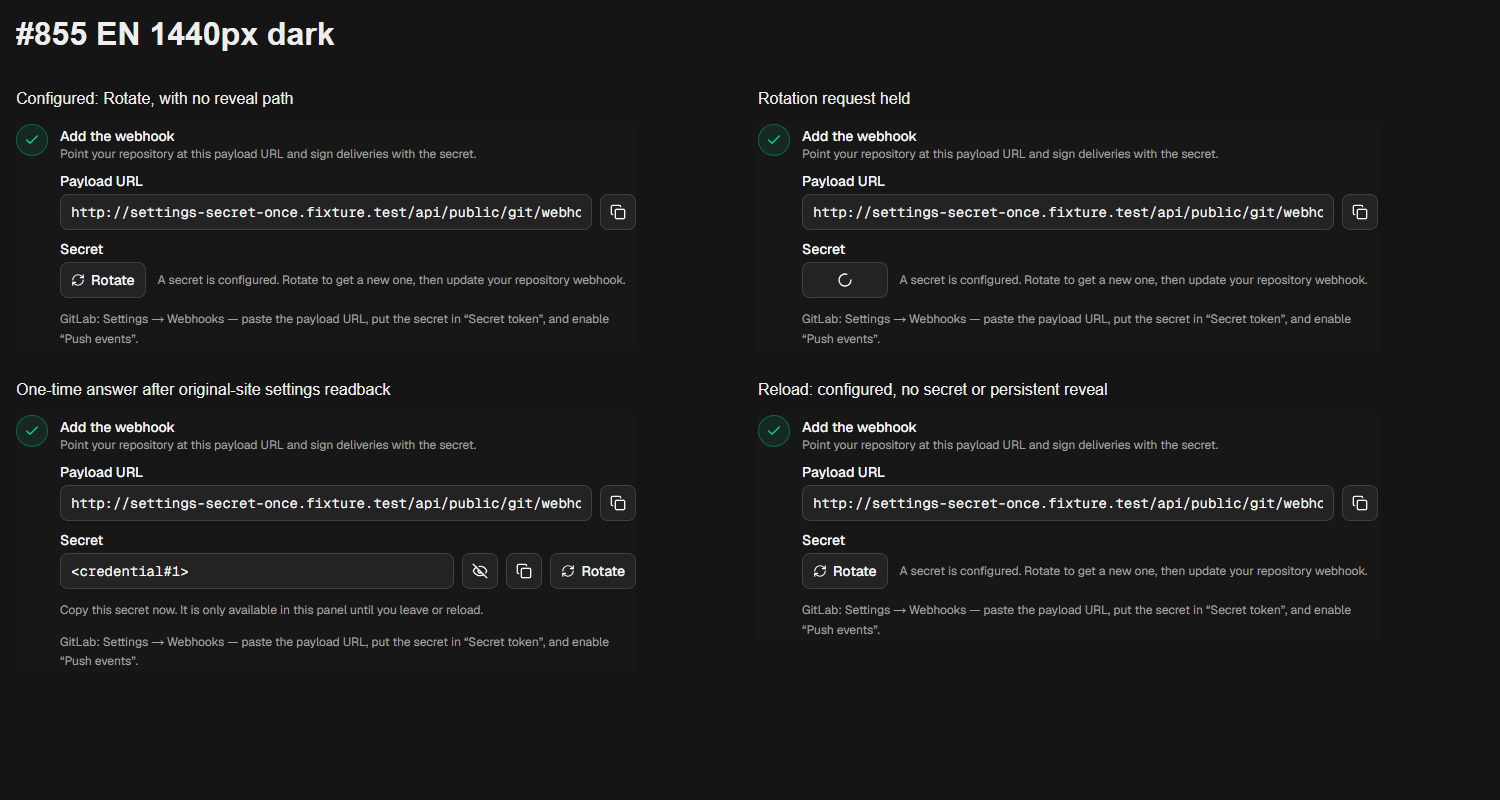 #855 EN 1440px dark
Configured: Rotate, with no reveal path
Add the webhook
Point your repository at this payload URL and sign deliveries with the secret.
Payload URL
http://settings-secret-once.fixture.test/api/public/git/webhc
Secret
Rotate
A secret is configured. Rotate to get a new one, then update your repository webhook.
GitLab: Settings → Webhooks — paste the payload URL, put the secret in “Secret token”, and enable
“Push events”.
Rotation request held
Add the webhook
Point your repository at this payload URL and sign deliveries with the secret.
Payload URL
http://settings-secret-once.fixture.test/api/public/git/webhc
Secret
A secret is configured. Rotate to get a new one, then update your repository webhook.
GitLab: Settings → Webhooks — paste the payload URL, put the secret in “Secret token”, and enable
“Push events”.
One-time answer after original-site settings readback
Add the webhook
Point your repository at this payload URL and sign deliveries with the secret.
Payload URL
http://settings-secret-once.fixture.test/api/public/git/webhc
Secret
<credential#1>
Rotate
Copy this secret now. It is only available in this panel until you leave or reload.
GitLab: Settings → Webhooks — paste the payload URL, put the secret in “Secret token”, and enable
“Push events”.
Reload: configured, no secret or persistent reveal
Add the webhook
Point your repository at this payload URL and sign deliveries with the secret.
Payload URL
http://settings-secret-once.fixture.test/api/public/git/webhc
Secret
Rotate
A secret is configured. Rotate to get a new one, then update your repository webhook.
GitLab: Settings → Webhooks — paste the payload URL, put the secret in “Secret token”, and enable
“Push events”.